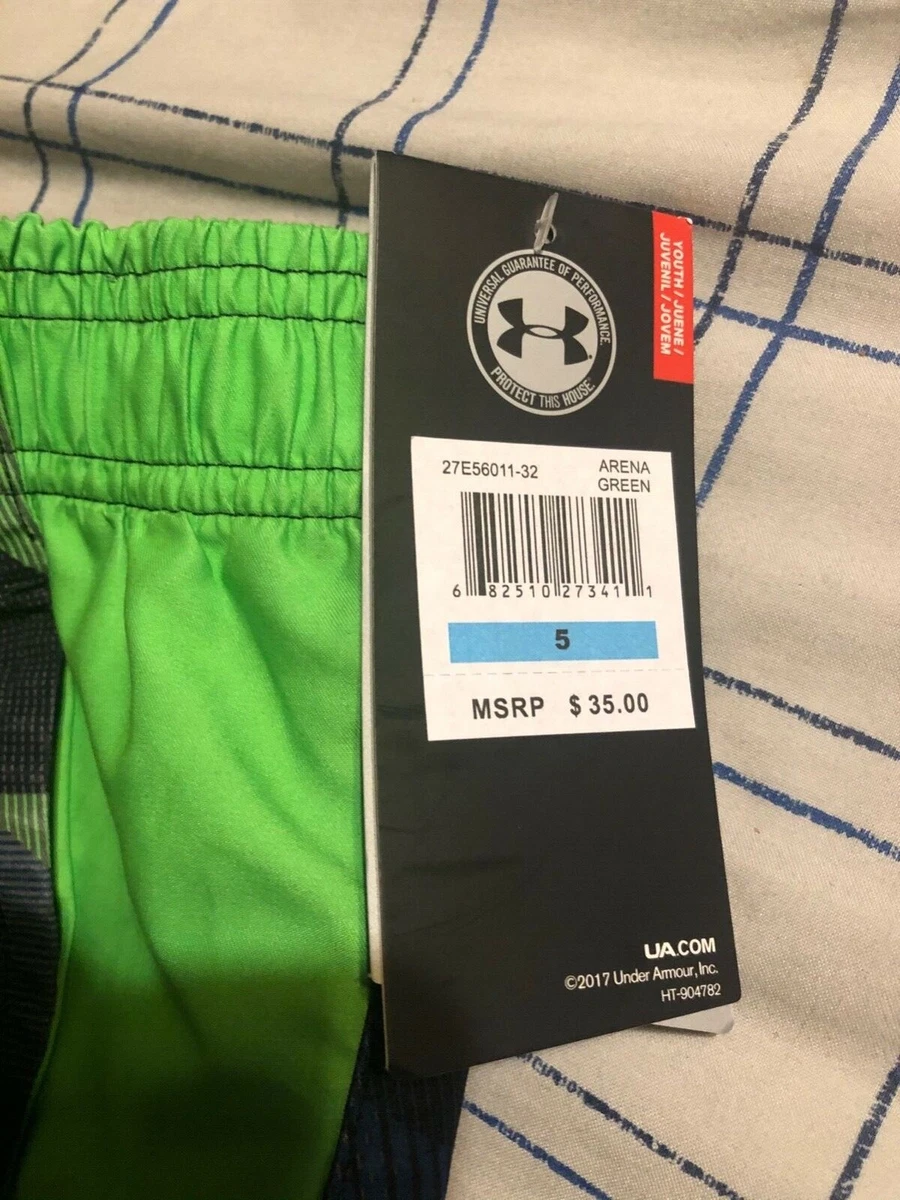 UNIVERSAL GUARANTEE OF PERFORMANCE.
PROTECT THIS HOUSE.
YOUTH / JUENE /
JUVENIL / JOVEM
27E56011-32
ARENA
GREEN
6 82510 27341 1
5
MSRP $ 35.00
UA.COM
©2017 Under Armour, Inc.
HT-904782